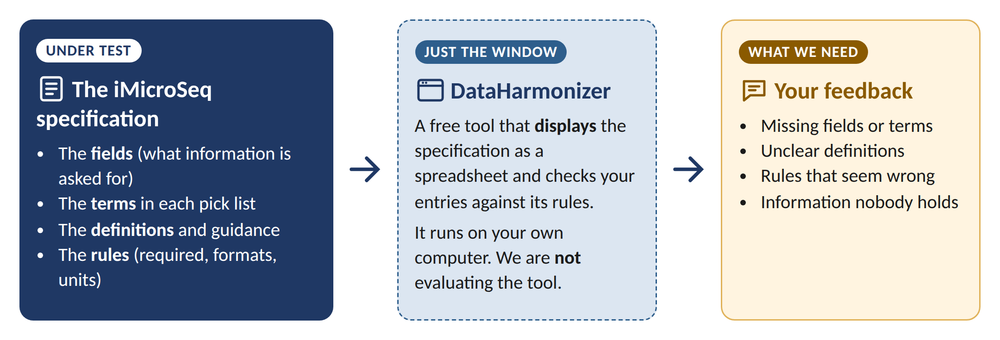 UNDER TEST
The iMicroSeq
specification
• The fields (what information is
asked for)
• The terms in each pick list
• The definitions and guidance
• The rules (required, formats,
units)
JUST THE WINDOW
DataHarmonizer
A free tool that displays the
specification as a
spreadsheet and checks your
entries against its rules.
It runs on your own
computer. We are not
evaluating the tool.
WHAT WE NEED
Your feedback
• Missing fields or terms
• Unclear definitions
• Rules that seem wrong
• Information nobody holds